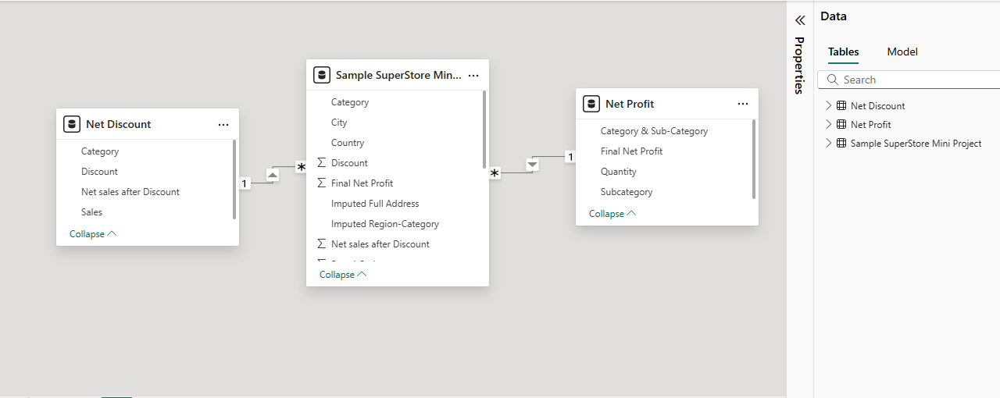 Net Discount
Category
Discount
Net sales after Discount
Sales
Collapse
1
*
Sample SuperStore Min...
Category
City
Country
Discount
Final Net Profit
Imputed Full Address
Imputed Region-Category
Net sales after Discount
Collapse
*
1
Net Profit
Category & Sub-Category
Final Net Profit
Quantity
Subcategory
Collapse
Properties
Data
Tables Model
Search
Net Discount
Net Profit
Sample SuperStore Mini Project